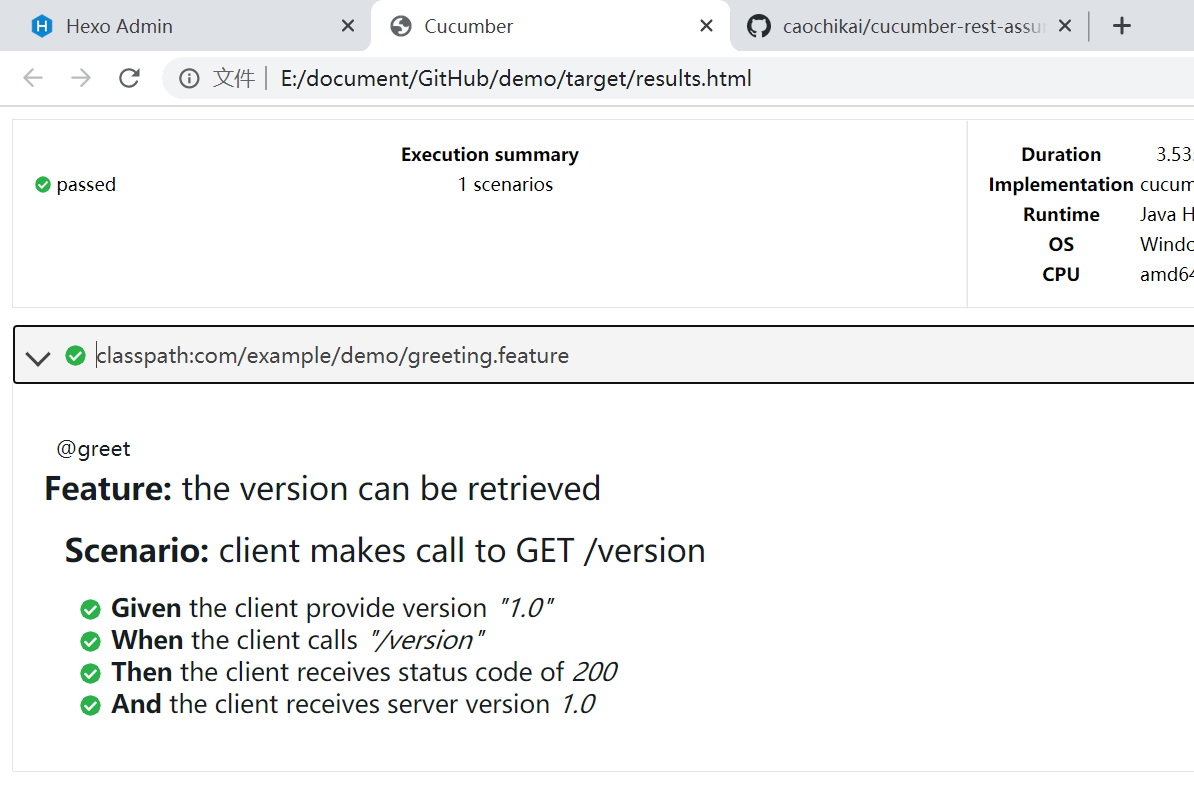 Hexo Admin
Cucumber
caochikai/cucumber-rest-assu
文件 E:/document/GitHub/demo/target/results.html
Execution summary
passed
1 scenarios
Duration 3.53
Implementation cucum
Runtime Java H
OS Windo
CPU amd64
classpath:com/example/demo/greeting.feature
@greet
Feature: the version can be retrieved
Scenario: client makes call to GET /version
Given the client provide version "1.0"
When the client calls "/version"
Then the client receives status code of 200
And the client receives server version 1.0